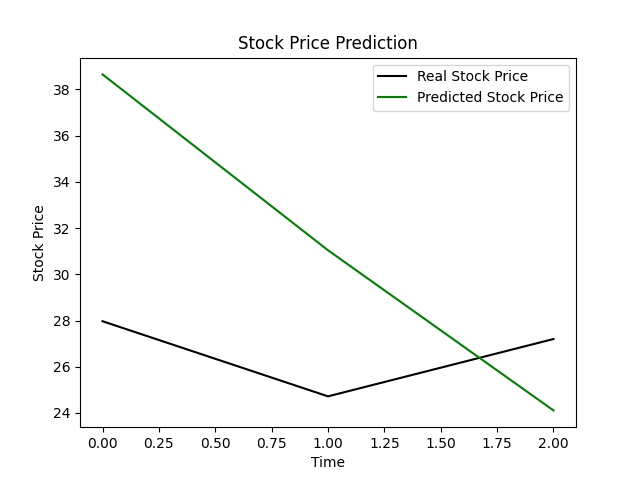 Stock Price Prediction
Real Stock Price
Predicted Stock Price
Stock Price
38
36
34
32
30
28
26
24
0.00 0.25 0.50 0.75 1.00 1.25 1.50 1.75 2.00
Time